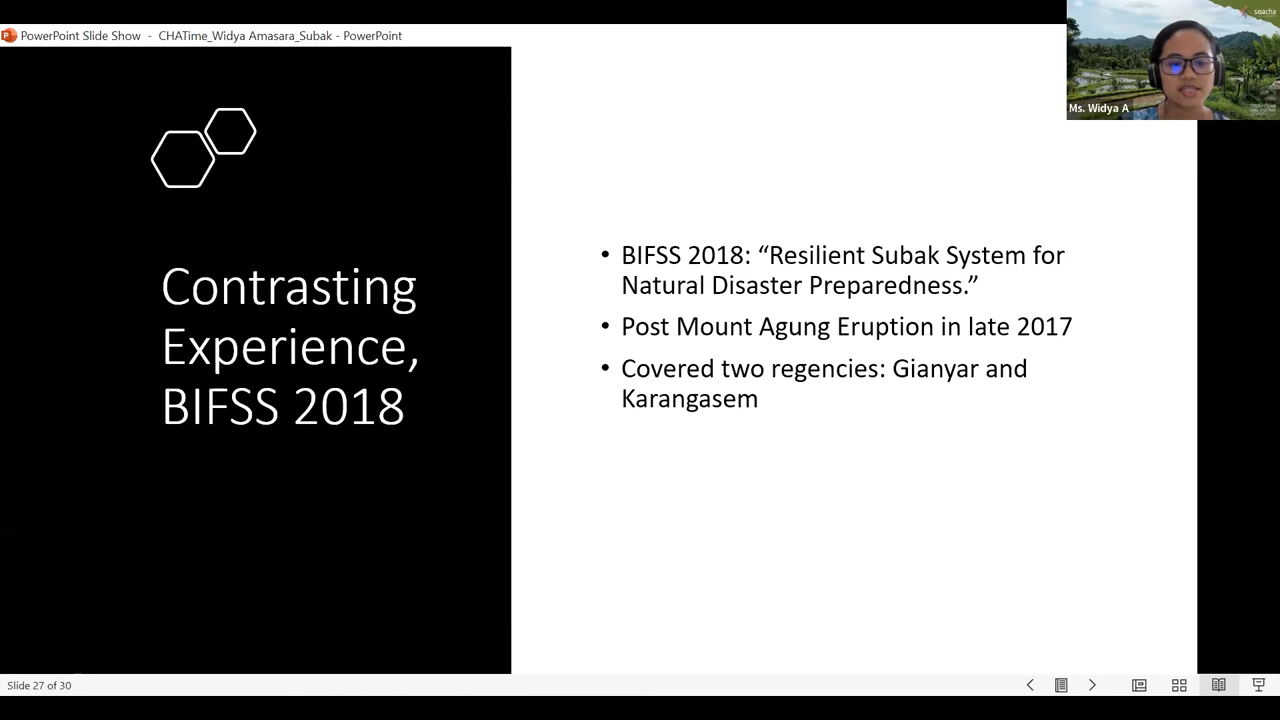 seacha
PowerPoint Slide Show - CHATime_Widya Amasara_Subak - PowerPoint
Ms. Widya A
Contrasting
Experience,
BIFSS 2018
• BIFSS 2018: “Resilient Subak System for
Natural Disaster Preparedness.”
• Post Mount Agung Eruption in late 2017
• Covered two regencies: Gianyar and
Karangasem
Slide 27 of 30